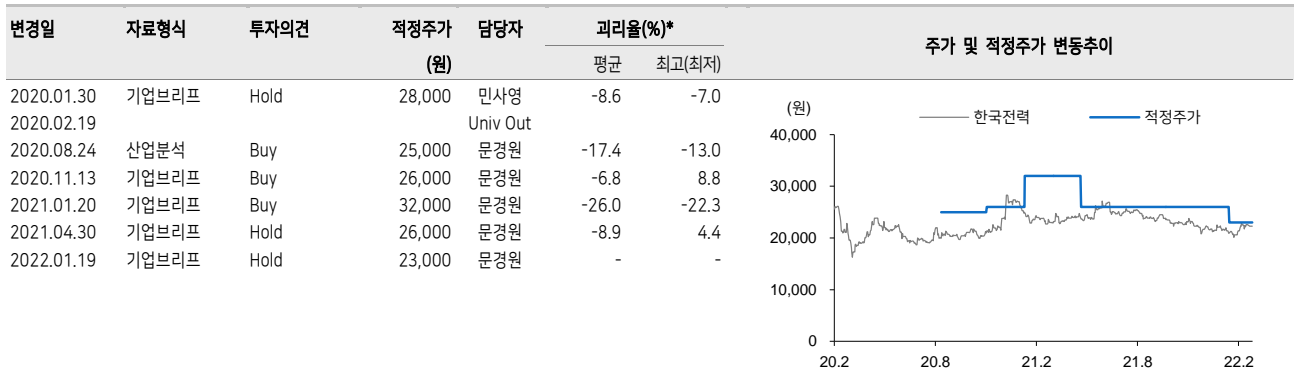 변경일 자료형식 투자의견 적정주가 담당자 괴리율(%)* 주가 및 적정주가 변동추이
(원) 평균 최고(최저)
2020.01.30 기업브리프 Hold 28,000 민사영 -8.6 -7.0
2020.02.19 Univ Out
2020.08.24 산업분석 Buy 25,000 문경원 -17.4 -13.0
2020.11.13 기업브리프 Buy 26,000 문경원 -6.8 8.8
2021.01.20 기업브리프 Buy 32,000 문경원 -26.0 -22.3
2021.04.30 기업브리프 Hold 26,000 문경원 -8.9 4.4
2022.01.19 기업브리프 Hold 23,000 문경원 - -
(원) 한국전력 적정주가
40,000
30,000
20,000
10,000
0
20.2 20.8 21.2 21.8 22.2